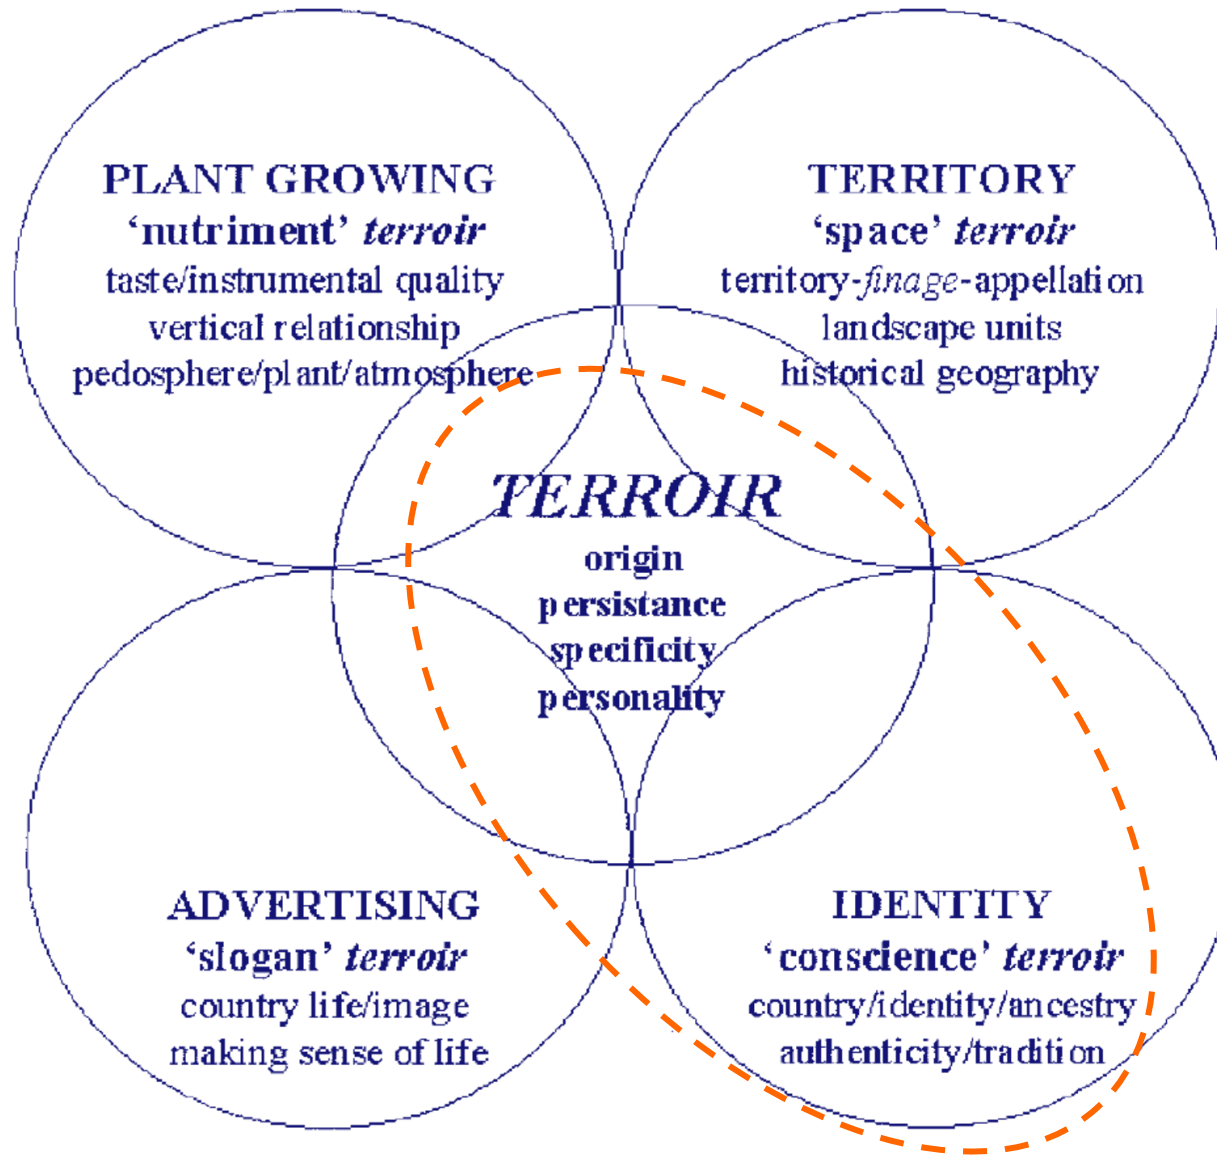 PLANT GROWING
‘nutriment’ terroir
taste/instrumental quality
vertical relationship
pedosphere/plant/atmosphere
TERRITORY
‘space’ terroir
territory-finage-appellation
landscape units
historical geography
TERROIR
origin
persistance
specificity
personality
ADVERTISING
‘slogan’ terroir
country life/image
making sense of life
IDENTITY
‘conscience’ terroir
country/identity/ancestry
authenticity/tradition